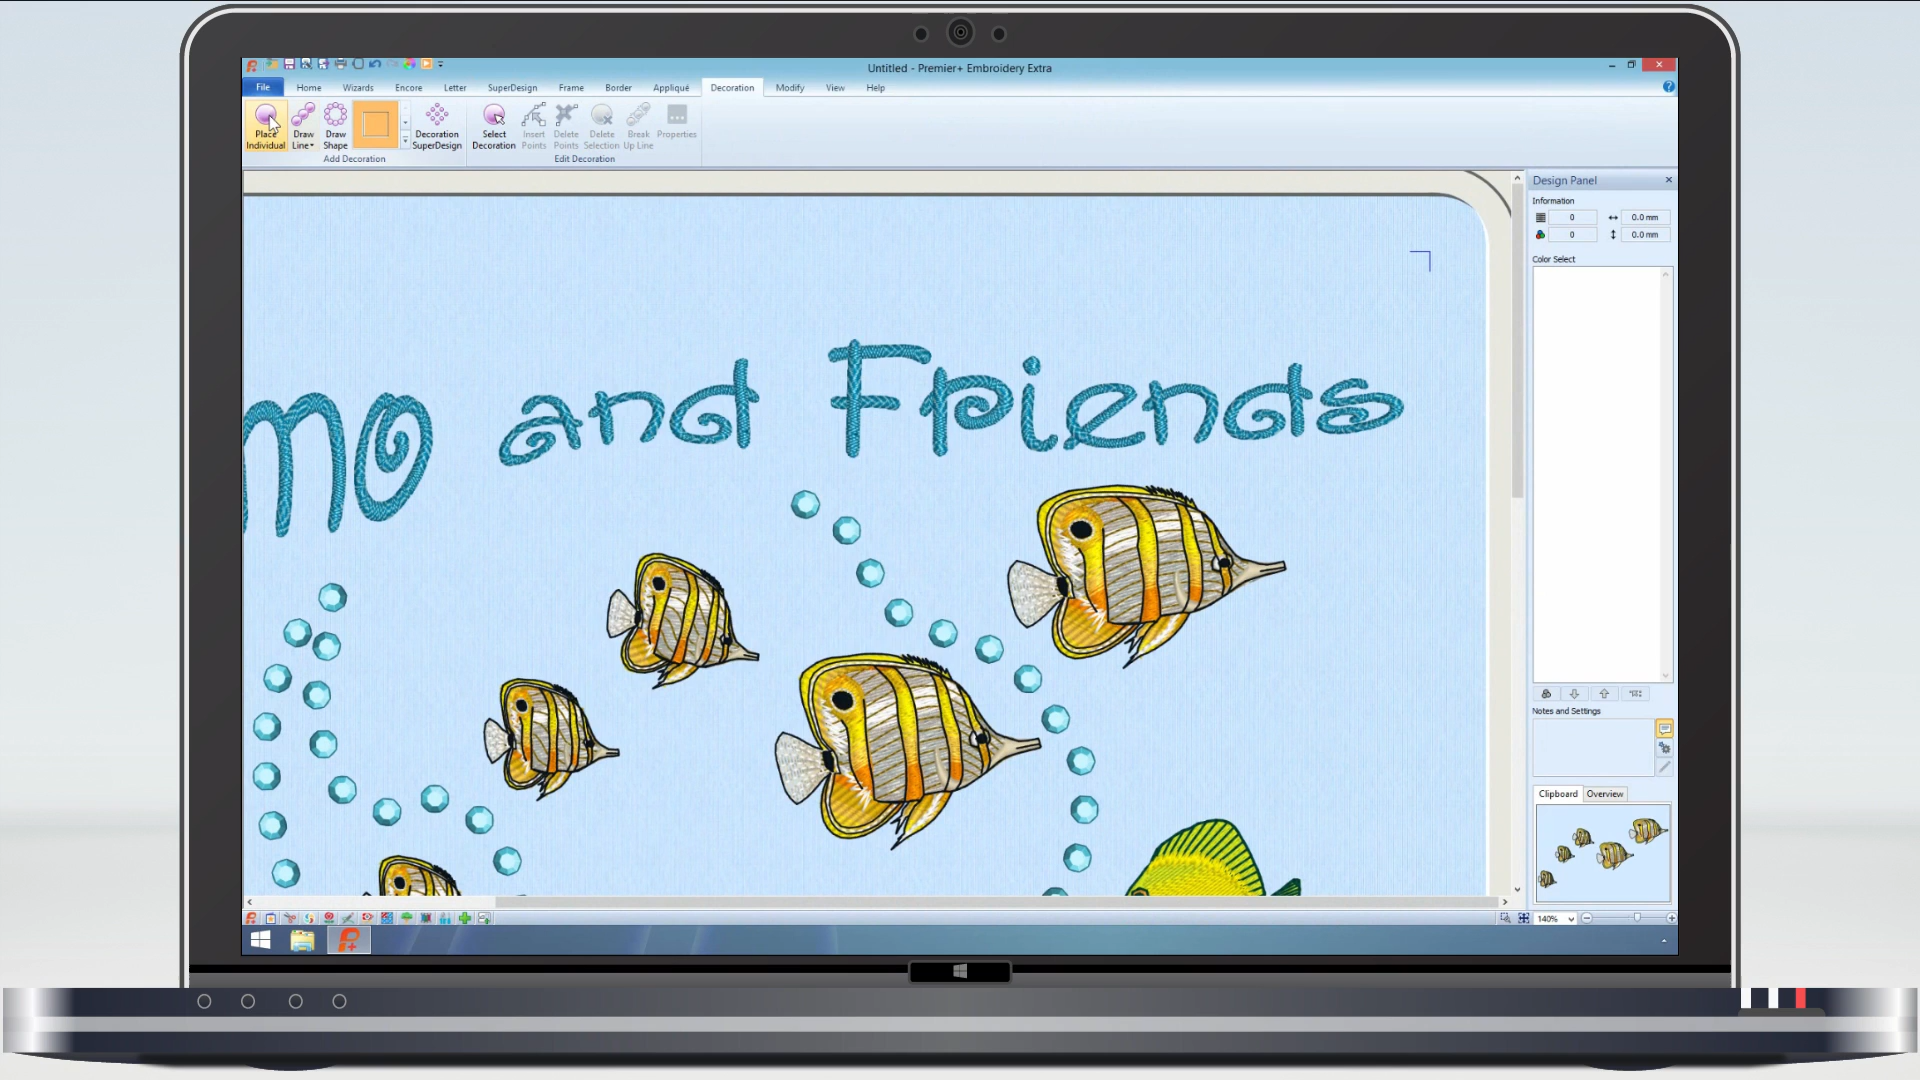 Untitled - Premier+ Embroidery Extra
File Home Wizards Encore Letter SuperDesign Frame Border Appliqué Decoration Modify View Help
Place Individual
Draw Line
Draw Shape
Decoration SuperDesign
Select Decoration
Insert Points
Delete Points
Delete Selection
Break Up Line
Properties
Add Decoration
Edit Decoration
Design Panel
Information
0 0.0 mm
0 0.0 mm
Color Select
mo and Friends
Notes and Settings
Clipboard Overview
140%